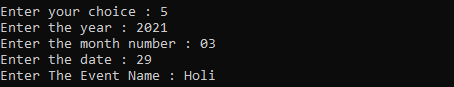 Enter your choice : 5
Enter the year : 2021
Enter the month number : 03
Enter the date : 29
Enter The Event Name : Holi